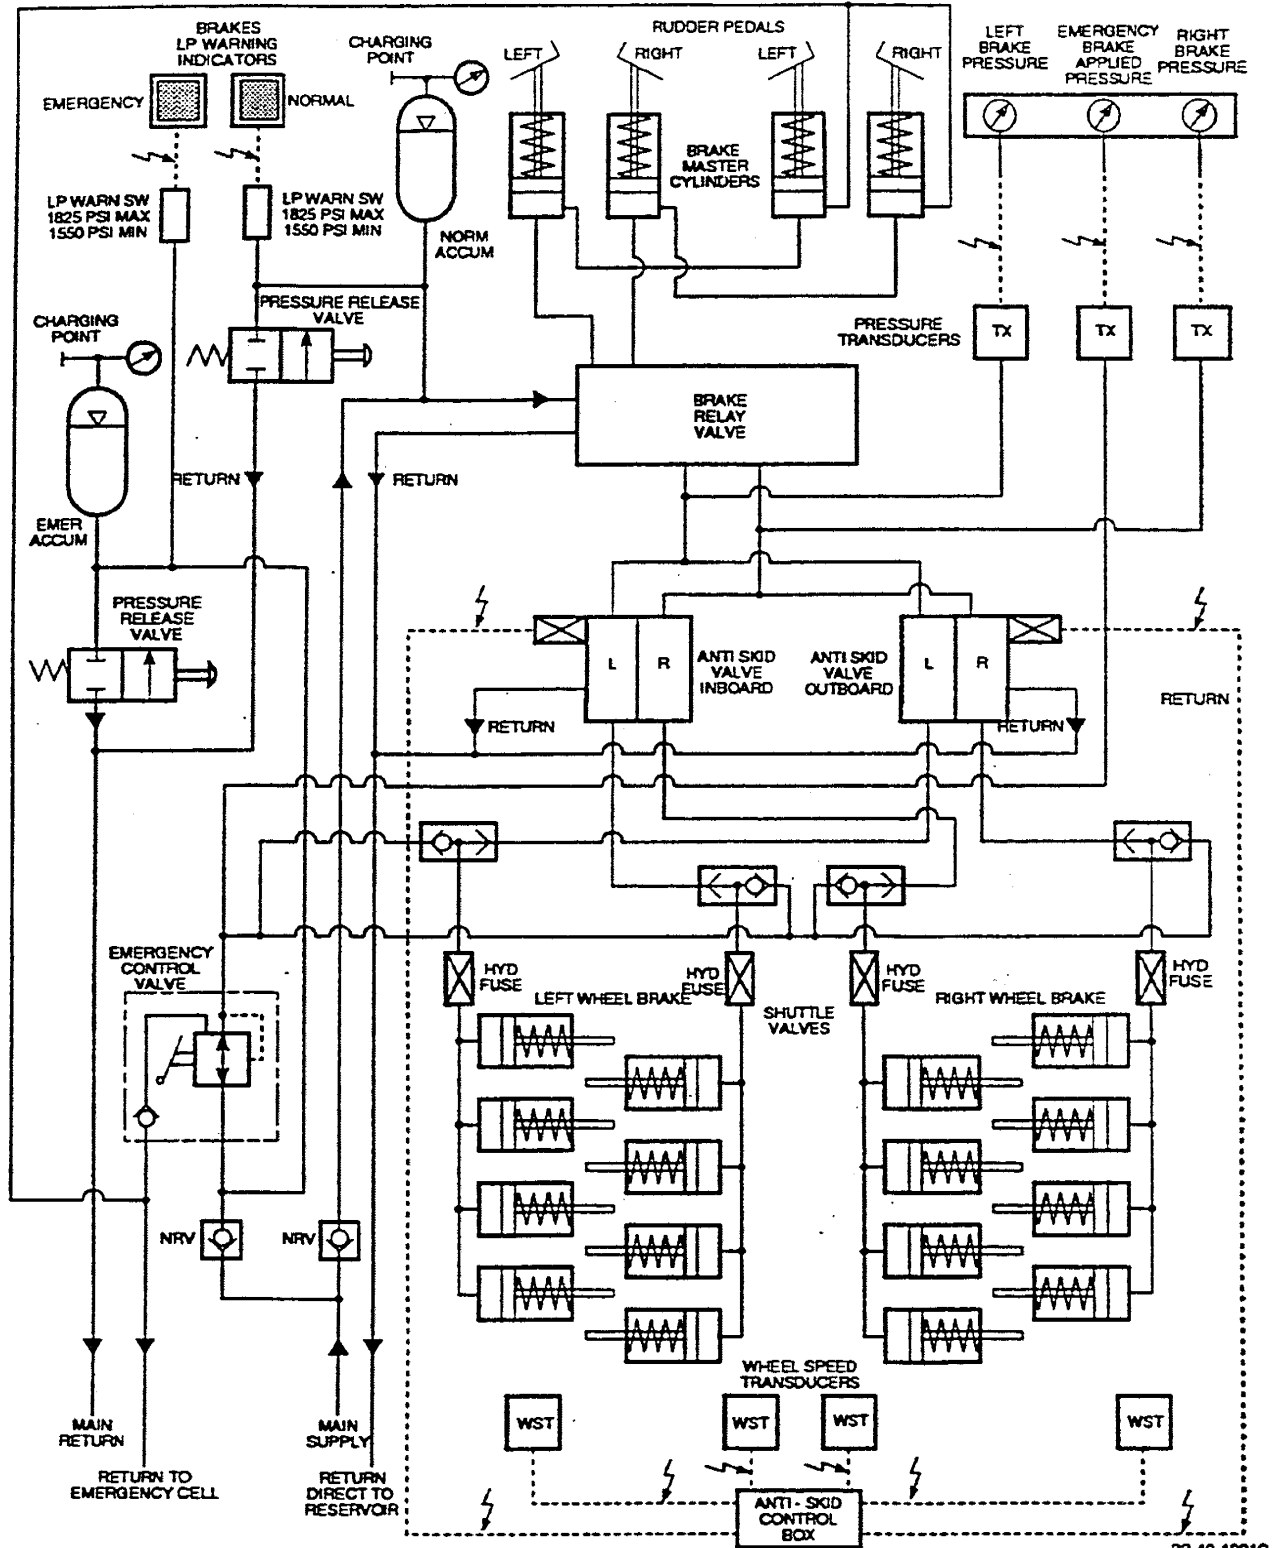 BRAKES
LP WARNING
INDICATORS
EMERGENCY
NORMAL
CHARGING
POINT
RUDDER PEDALS
LEFT
RIGHT
LEFT
RIGHT
LEFT
BRAKE
PRESSURE
EMERGENCY
BRAKE
APPLIED
PRESSURE
RIGHT
BRAKE
PRESSURE
BRAKE
MASTER
CYLINDERS
LP WARN SW
1825 PSI MAX
1550 PSI MIN
LP WARN SW
1825 PSI MAX
1550 PSI MIN
NORM
ACCUM
PRESSURE RELEASE
VALVE
CHARGING
POINT
PRESSURE
TRANSDUCERS
TX
TX
TX
BRAKE
RELAY
VALVE
RETURN
RETURN
EMER
ACCUM
PRESSURE
RELEASE
VALVE
L
R
ANTI SKID
VALVE
INBOARD
ANTI SKID
VALVE
OUTBOARD
L
R
RETURN
RETURN
RETURN
EMERGENCY
CONTROL
VALVE
HYD
FUSE
HYD
FUSE
HYD
FUSE
HYD
FUSE
LEFT WHEEL BRAKE
SHUTTLE
VALVES
RIGHT WHEEL BRAKE
NRV
NRV
WHEEL SPEED
TRANSDUCERS
WST
WST
WST
WST
MAIN
RETURN
MAIN
SUPPLY
RETURN TO
EMERGENCY CELL
RETURN
DIRECT TO
RESERVOIR
ANTI - SKID
CONTROL
BOX